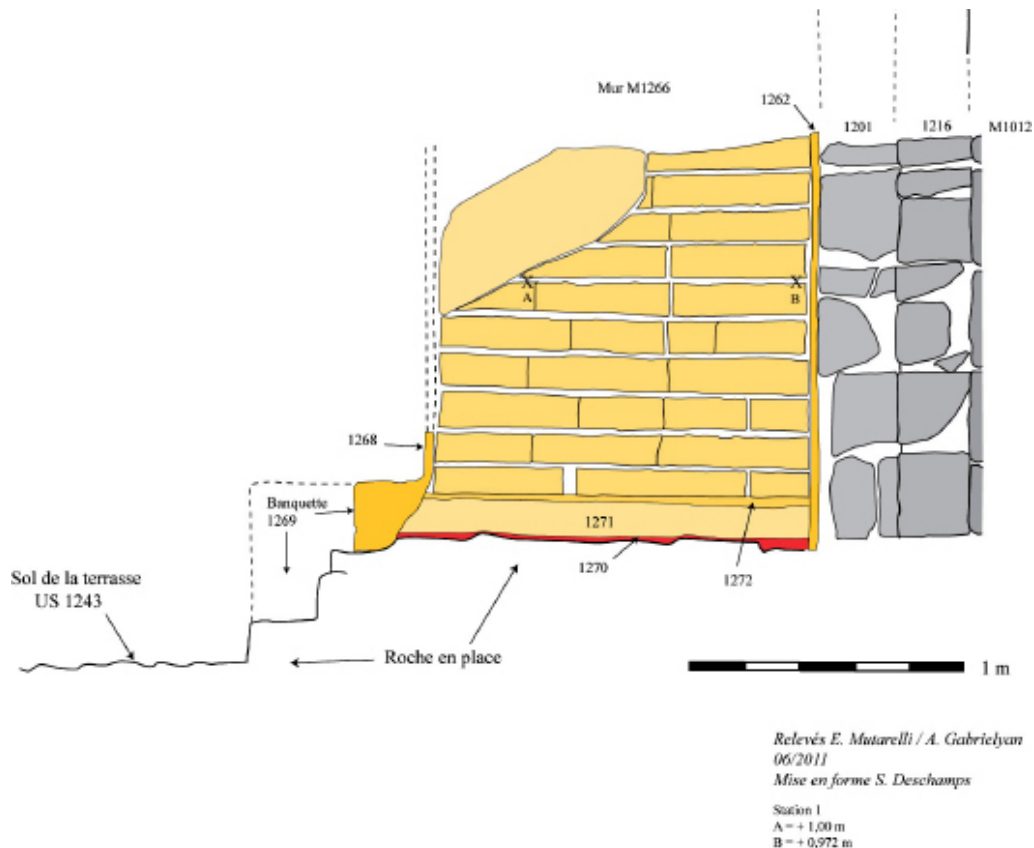 Mur M1266
1262
1201
1216
M1012
X
A
X
B
1268
Banquette
1269
1271
1270
1272
Sol de la terrasse
US 1243
Roche en place
1 m
Relevés E. Mutarelli / A. Gabrielyan
06/2011
Mise en forme S. Deschamps
Station 1
A = + 1,00 m
B = + 0,972 m